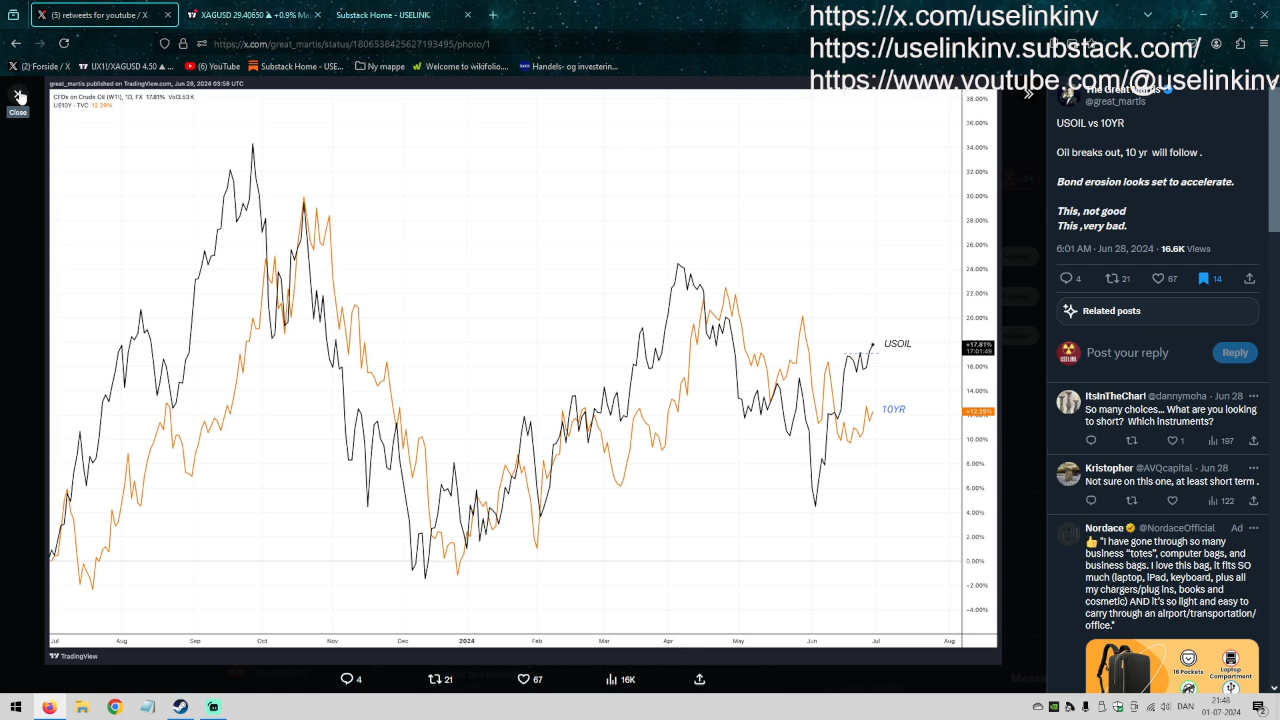 (5) retweets for youtube / X
XAGUSD 29.40650 ▲ +0.9% Ma
Substack Home - USELINK
https://x.com/uselinkinv
https://x.com/great_martis/status/1806538425627193495/photo/1
https://uselinkinv.substack.com/
(2) Forside / X
UX1!/XAGUSD 4.50 ▲ ...
(6) YouTube
Substack Home - USE...
Ny mappe
Welcome to wikifolio...
Handels- og investerin...
https://www.youtube.com/@uselinkinv
great_martis published on TradingView.com, Jun 28, 2024 03:58 UTC
CFDs on Crude Oil (WTI), 1D, FX 17.81% Vol3.53K
US10Y · TVC 12.29%
Close
38.00%
36.00%
34.00%
32.00%
30.00%
28.00%
26.00%
24.00%
22.00%
20.00%
+17.81%
17:01:49
16.00%
14.00%
+12.29%
10.00%
8.00%
6.00%
4.00%
2.00%
0.00%
−2.00%
−4.00%
USOIL
10YR
Jul
Aug
Sep
Oct
Nov
Dec
2024
Feb
Mar
Apr
May
Jun
Jul
Aug
TradingView
4
21
67
16K
The Great Martis
@great_martis
USOIL vs 10YR
Oil breaks out, 10 yr will follow .
Bond erosion looks set to accelerate.
This, not good
This ,very bad.
6:01 AM · Jun 28, 2024 · 16.6K Views
4
21
67
14
Related posts
Post your reply
Reply
ItsInTheCharl @dannymoha · Jun 28
So many choices... What are you looking
to short? Which Instruments?
1
197
Kristopher @AVQcapital · Jun 28
Not sure on this one, at least short term .
122
Nordace @NordaceOfficial Ad
👍 "I have gone through so many
business “totes”, computer bags, and
business bags. I love this bag, it fits SO
much (laptop, IPad, keyboard, plus all
my chargers/plug ins, books and
cosmetic) AND it's so light and easy to
carry through an airport/transportation/
office."
16 Pockets
Laptop
Compartment
DAN
21:48
01-07-2024